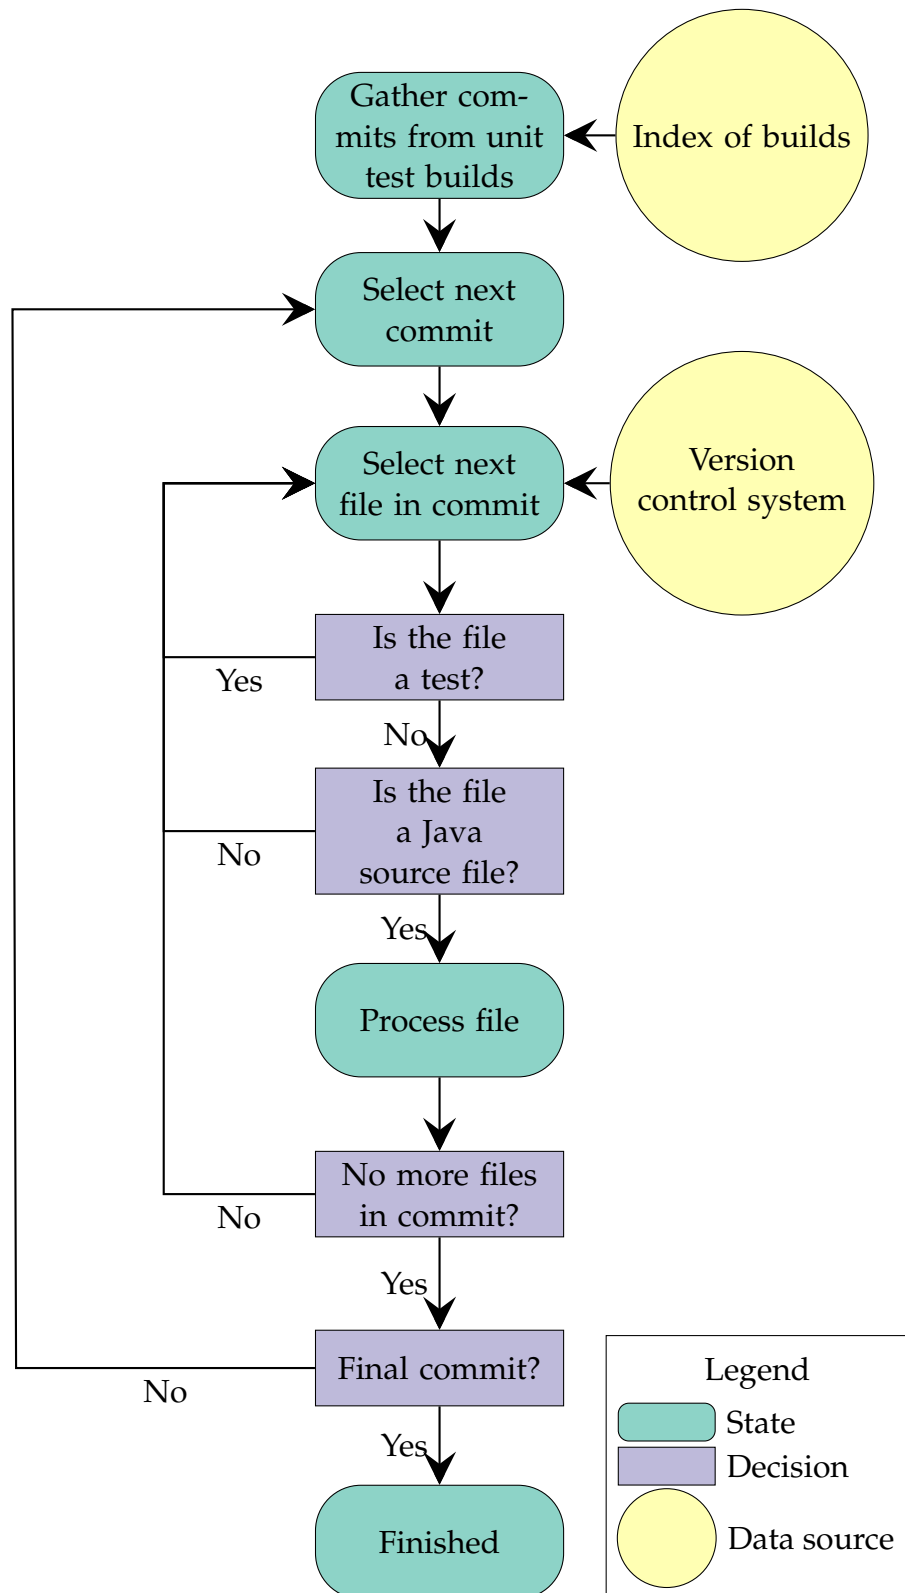 Gather com-
mits from unit
test builds
Index of builds
Select next
commit
Select next
file in commit
Version
control system
Is the file
a test?
Yes
No
Is the file
a Java
source file?
No
Yes
Process file
No more files
in commit?
No
Yes
Final commit?
No
Yes
Finished
Legend
State
Decision
Data source